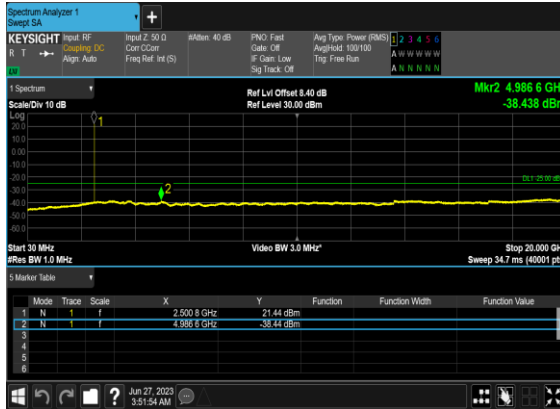 Spectrum Analyzer 1
Swept SA
+
KEYSIGHT Input: RF Input Z: 50 Ω #Atten: 40 dB PNO: Fast Avg Type: Power (RMS) 1 2 3 4 5 6
R T Coupling: DC Corr CCorr Gate: Off Avg|Hold: 100/100 A W W W W W
Align: Auto Freq Ref: Int (S) IF Gain: Low Trig: Free Run
Sig Track: Off A N N N N N
LU
1 Spectrum Ref Lvl Offset 8.40 dB Mkr2 4.986 6 GH
Scale/Div 10 dB Ref Level 30.00 dBm -38.438 dB
Log
1
20.0
10.0
0.00
-10.0
-20.0
DL1 -25.00 dB
-30.0
2
-40.0
-50.0
-60.0
Start 30 MHz Video BW 3.0 MHz* Stop 20.000 GH
#Res BW 1.0 MHz Sweep 34.7 ms (40001 pts
5 Marker Table
Mode Trace Scale X Y Function Function Width Function Value
1 N 1 f 2.500 8 GHz 21.44 dBm
2 N 1 f 4.986 6 GHz -38.44 dBm
3
4
5
6
? Jun 27, 2023
3:51:54 AM